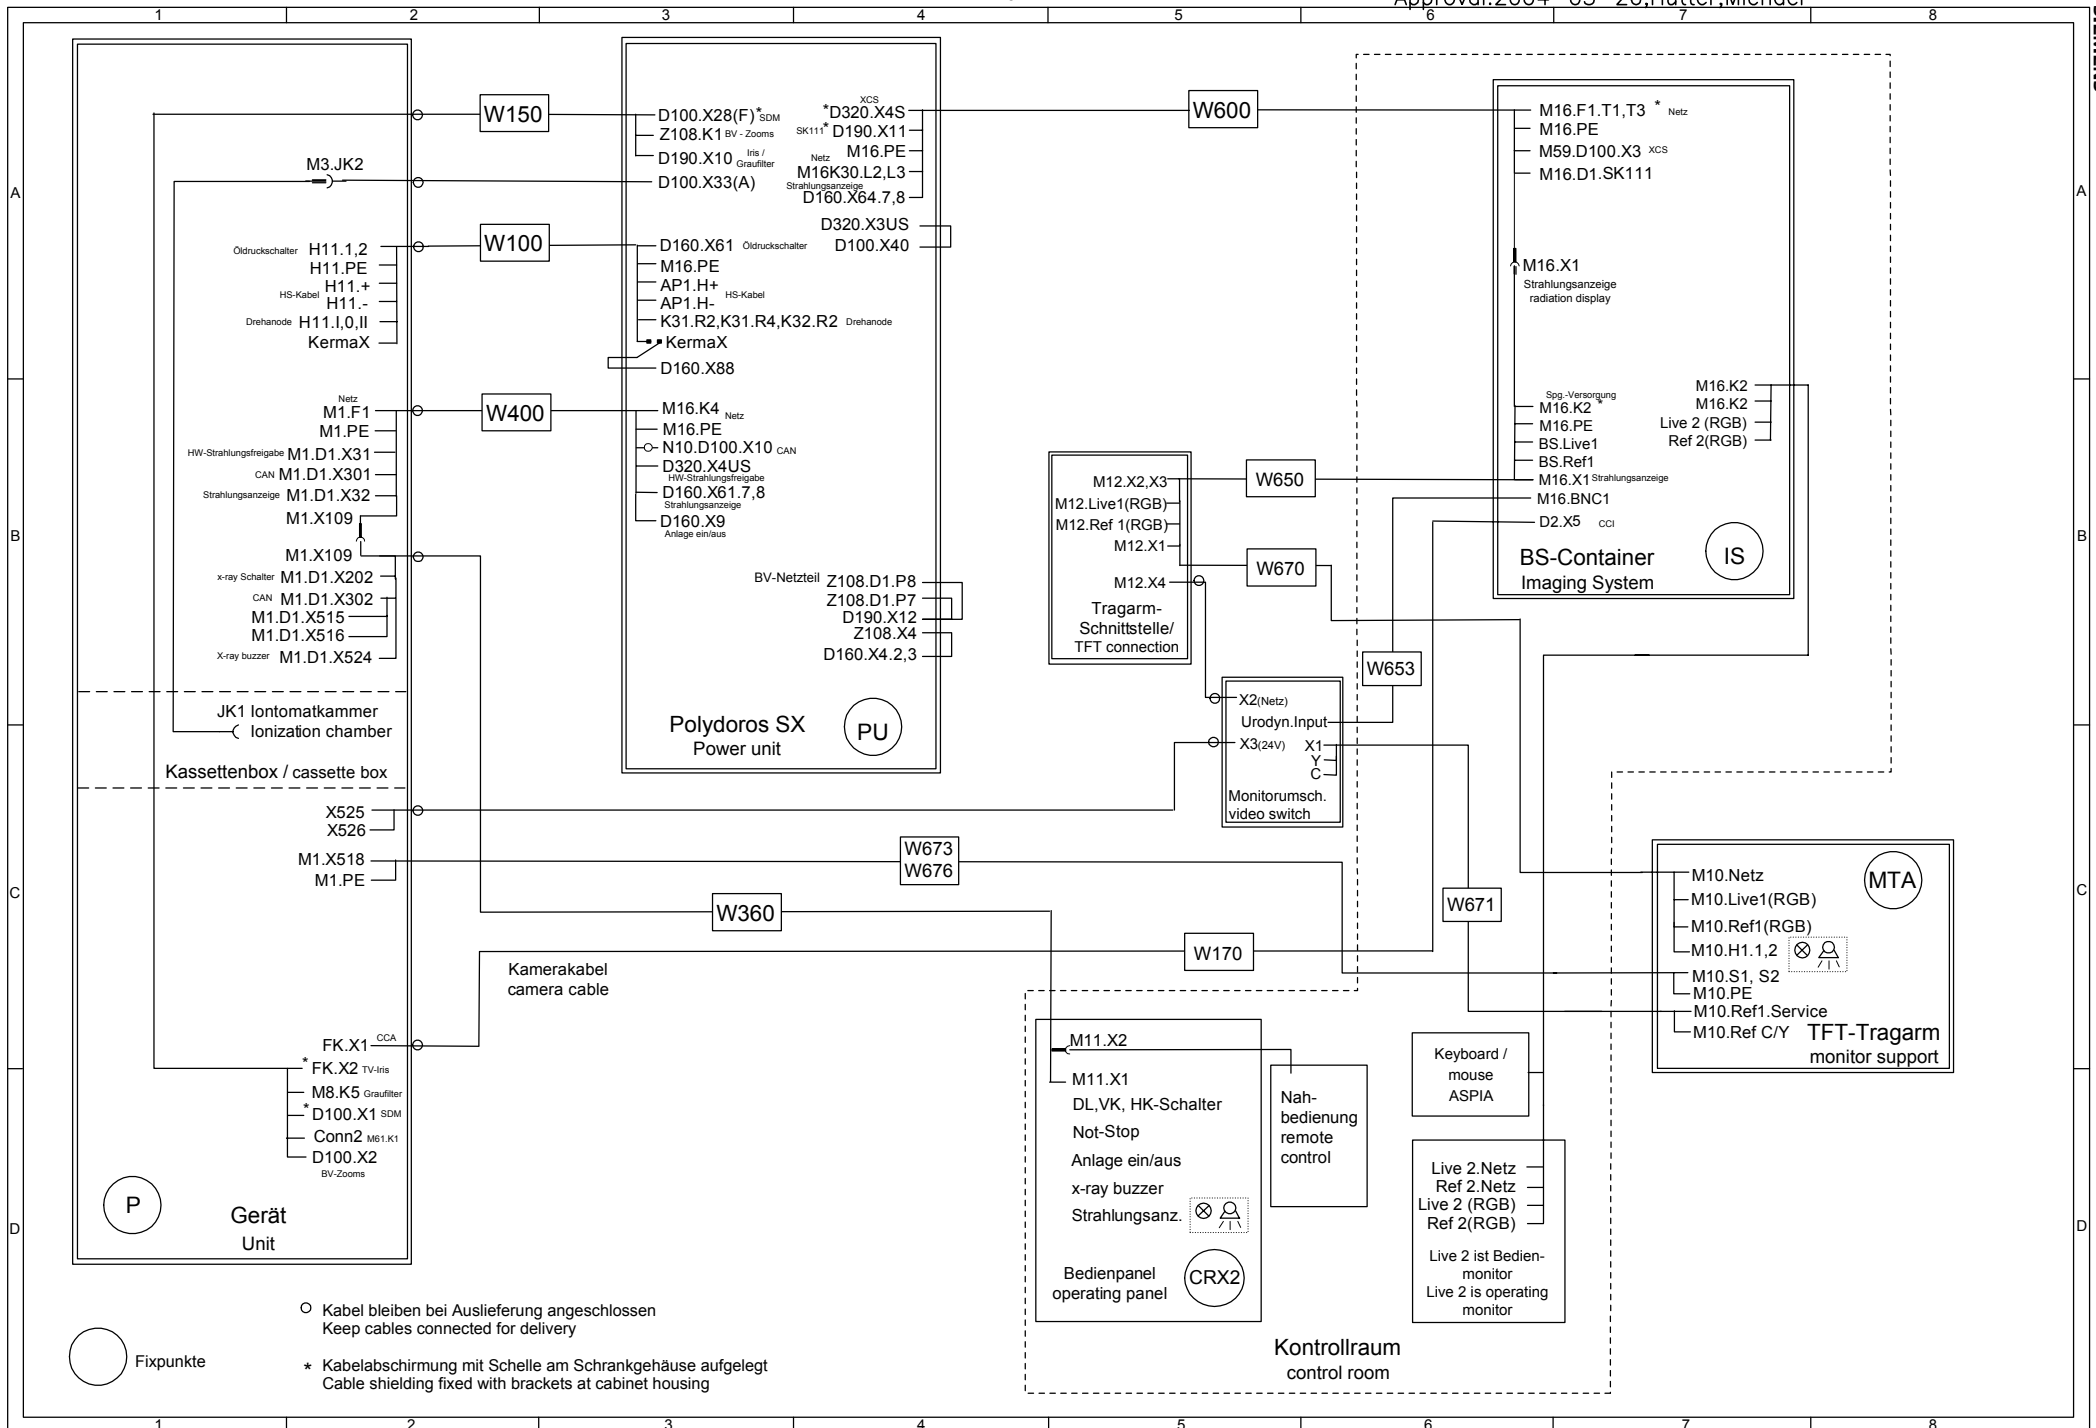 1 2 3 4 5 6 7 8
A
B
C
D
W150
M3.JK2
Öldruckschalter H11.1,2
H11.PE
H11.+
HS-Kabel
H11.-
Drehanode H11.I,0,II
KermaX
W100
Netz
M1.F1
M1.PE
HW-Strahlungsfreigabe M1.D1.X31
CAN M1.D1.X301
Strahlungsanzeige M1.D1.X32
M1.X109
W400
M1.X109
x-ray Schalter M1.D1.X202
CAN M1.D1.X302
M1.D1.X515
M1.D1.X516
X-ray buzzer M1.D1.X524
JK1 Iontomatkammer
Ionization chamber
Kassettenbox / cassette box
X525
X526
M1.X518
M1.PE
FK.X1 CCA
* FK.X2 TV-Iris
M8.K5 Graufilter
* D100.X1 SDM
Conn2 M61.K1
D100.X2
BV-Zooms
P
Gerät
Unit
D100.X28(F) * SDM
Z108.K1 BV - Zooms
D190.X10 Iris /
Graufilter
D100.X33(A)
D160.X61 Öldruckschalter
M16.PE
AP1.H+
HS-Kabel
AP1.H-
K31.R2,K31.R4,K32.R2 Drehanode
KermaX
D160.X88
M16.K4 Netz
M16.PE
N10.D100.X10 CAN
D320.X4US
HW-Strahlungsfreigabe
D160.X61.7,8
Strahlungsanzeige
D160.X9
Anlage ein/aus
XCS
*D320.X4S
SK111* D190.X11
M16.PE
Netz
M16K30.L2,L3
Strahlungsanzeige
D160.X64.7,8
D320.X3US
D100.X40
BV-Netzteil Z108.D1.P8
Z108.D1.P7
D190.X12
Z108.X4
D160.X4.2,3
Polydoros SX
Power unit
PU
W600
M16.F1.T1,T3 * Netz
M16.PE
M59.D100.X3 XCS
M16.D1.SK111
M16.X1
Strahlungsanzeige
radiation display
Spg.-Versorgung
M16.K2 *
M16.PE
BS.Live1
BS.Ref1
M16.X1 Strahlungsanzeige
M16.BNC1
D2.X5 CCI
M16.K2
M16.K2
Live 2 (RGB)
Ref 2(RGB)
BS-Container
Imaging System
IS
M12.X2,X3
M12.Live1(RGB)
M12.Ref 1(RGB)
M12.X1
M12.X4
Tragarm-
Schnittstelle/
TFT connection
W650
W670
W653
X2(Netz)
Urodyn.Input
X3(24V)
X1
Y
C
Monitorumsch.
video switch
W673
W676
W360
W671
W170
Kamerakabel
camera cable
M10.Netz
M10.Live1(RGB)
M10.Ref1(RGB)
M10.H1.1,2
M10.S1, S2
M10.PE
M10.Ref1.Service
M10.Ref C/Y
MTA
TFT-Tragarm
monitor support
M11.X2
M11.X1
DL,VK, HK-Schalter
Not-Stop
Anlage ein/aus
x-ray buzzer
Strahlungsanz.
Bedienpanel
operating panel
CRX2
Nah-
bedienung
remote
control
Keyboard /
mouse
ASPIA
Live 2.Netz
Ref 2.Netz
Live 2 (RGB)
Ref 2(RGB)
Live 2 ist Bedien-
monitor
Live 2 is operating
monitor
Kontrollraum
control room
Fixpunkte
Kabel bleiben bei Auslieferung angeschlossen
Keep cables connected for delivery
* Kabelabschirmung mit Schelle am Schrankgehäuse aufgelegt
Cable shielding fixed with brackets at cabinet housing
A
B
C
D
1 2 3 4 5 6 7 8